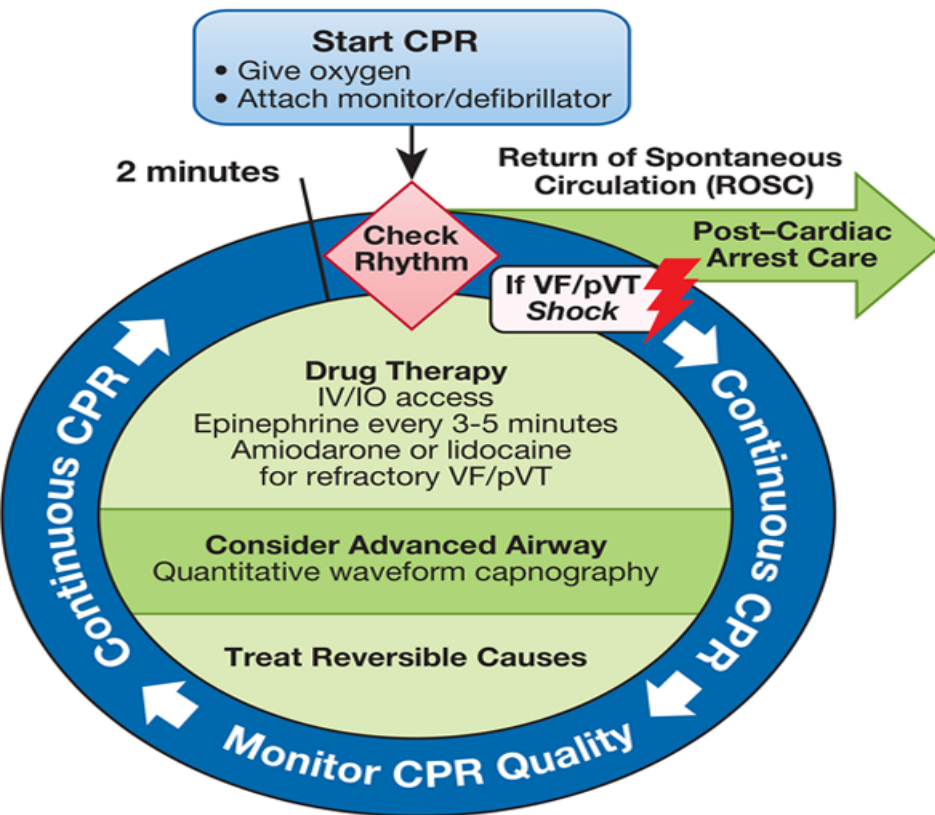 Start CPR
• Give oxygen
• Attach monitor/defibrillator
2 minutes
Return of Spontaneous
Circulation (ROSC)
Post–Cardiac
Arrest Care
Check
Rhythm
If VF/pVT
Shock
Drug Therapy
IV/IO access
Epinephrine every 3-5 minutes
Amiodarone or lidocaine
for refractory VF/pVT
Consider Advanced Airway
Quantitative waveform capnography
Treat Reversible Causes
Continuous CPR
Monitor CPR Quality
Continuous CPR